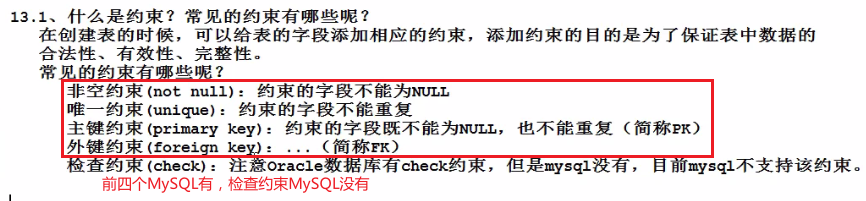 13.1、什么是约束？常见的约束有哪些呢？
在创建表的时候，可以给表的字段添加相应的约束，添加约束的目的是为了保证表中数据的
合法性、有效性、完整性。
常见的约束有哪些呢？
非空约束(not null)：约束的字段不能为NULL
唯一约束(unique)：约束的字段不能重复
主键约束(primary key)：约束的字段既不能为NULL，也不能重复（简称PK）
外键约束(foreign key)：...（简称FK）
检查约束(check)：注意Oracle数据库有check约束，但是mysql没有，目前mysql不支持该约束。
前四个MySQL有，检查约束MySQL没有